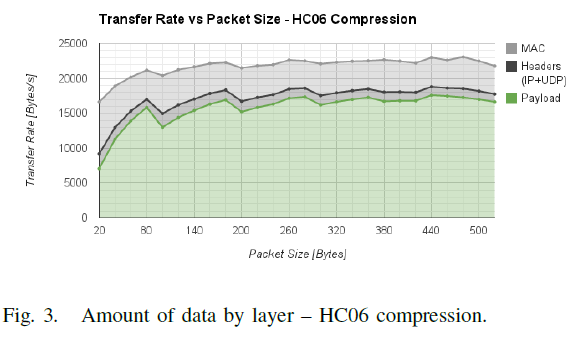 Transfer Rate vs Packet Size - HC06 Compression
25000
20000
15000
10000
5000
0
Transfer Rate [Bytes/s]
20
80
140
200
260
320
380
440
500
Packet Size [Bytes]
MAC
Headers
(IP+UDP)
Payload
Fig. 3. Amount of data by layer – HC06 compression.